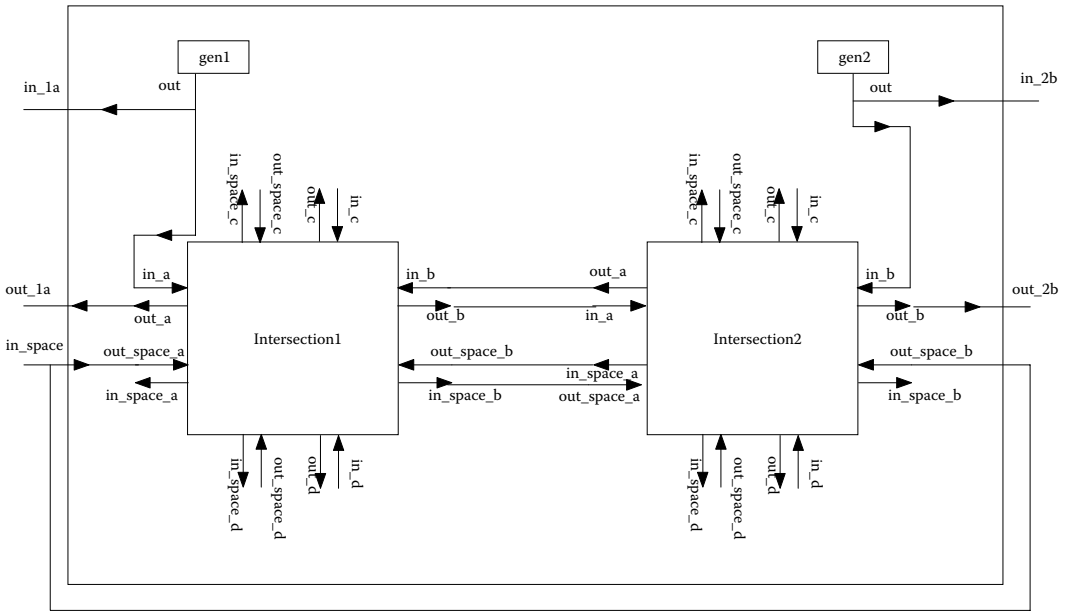 gen1
gen2
in_1a
out
out
in_2b
in_space_c
out_space_c
out_c
in_c
in_space_c
out_space_c
out_c
in_c
in_a
in_b
out_a
in_b
out_1a
out_a
out_b
in_a
out_b
out_2b
Intersection1
Intersection2
in_space
out_space_a
out_space_b
in_space_a
out_space_b
in_space_a
in_space_b
out_space_a
in_space_b
in_space_d
out_space_d
out_d
in_d
in_space_d
out_space_d
out_d
in_d